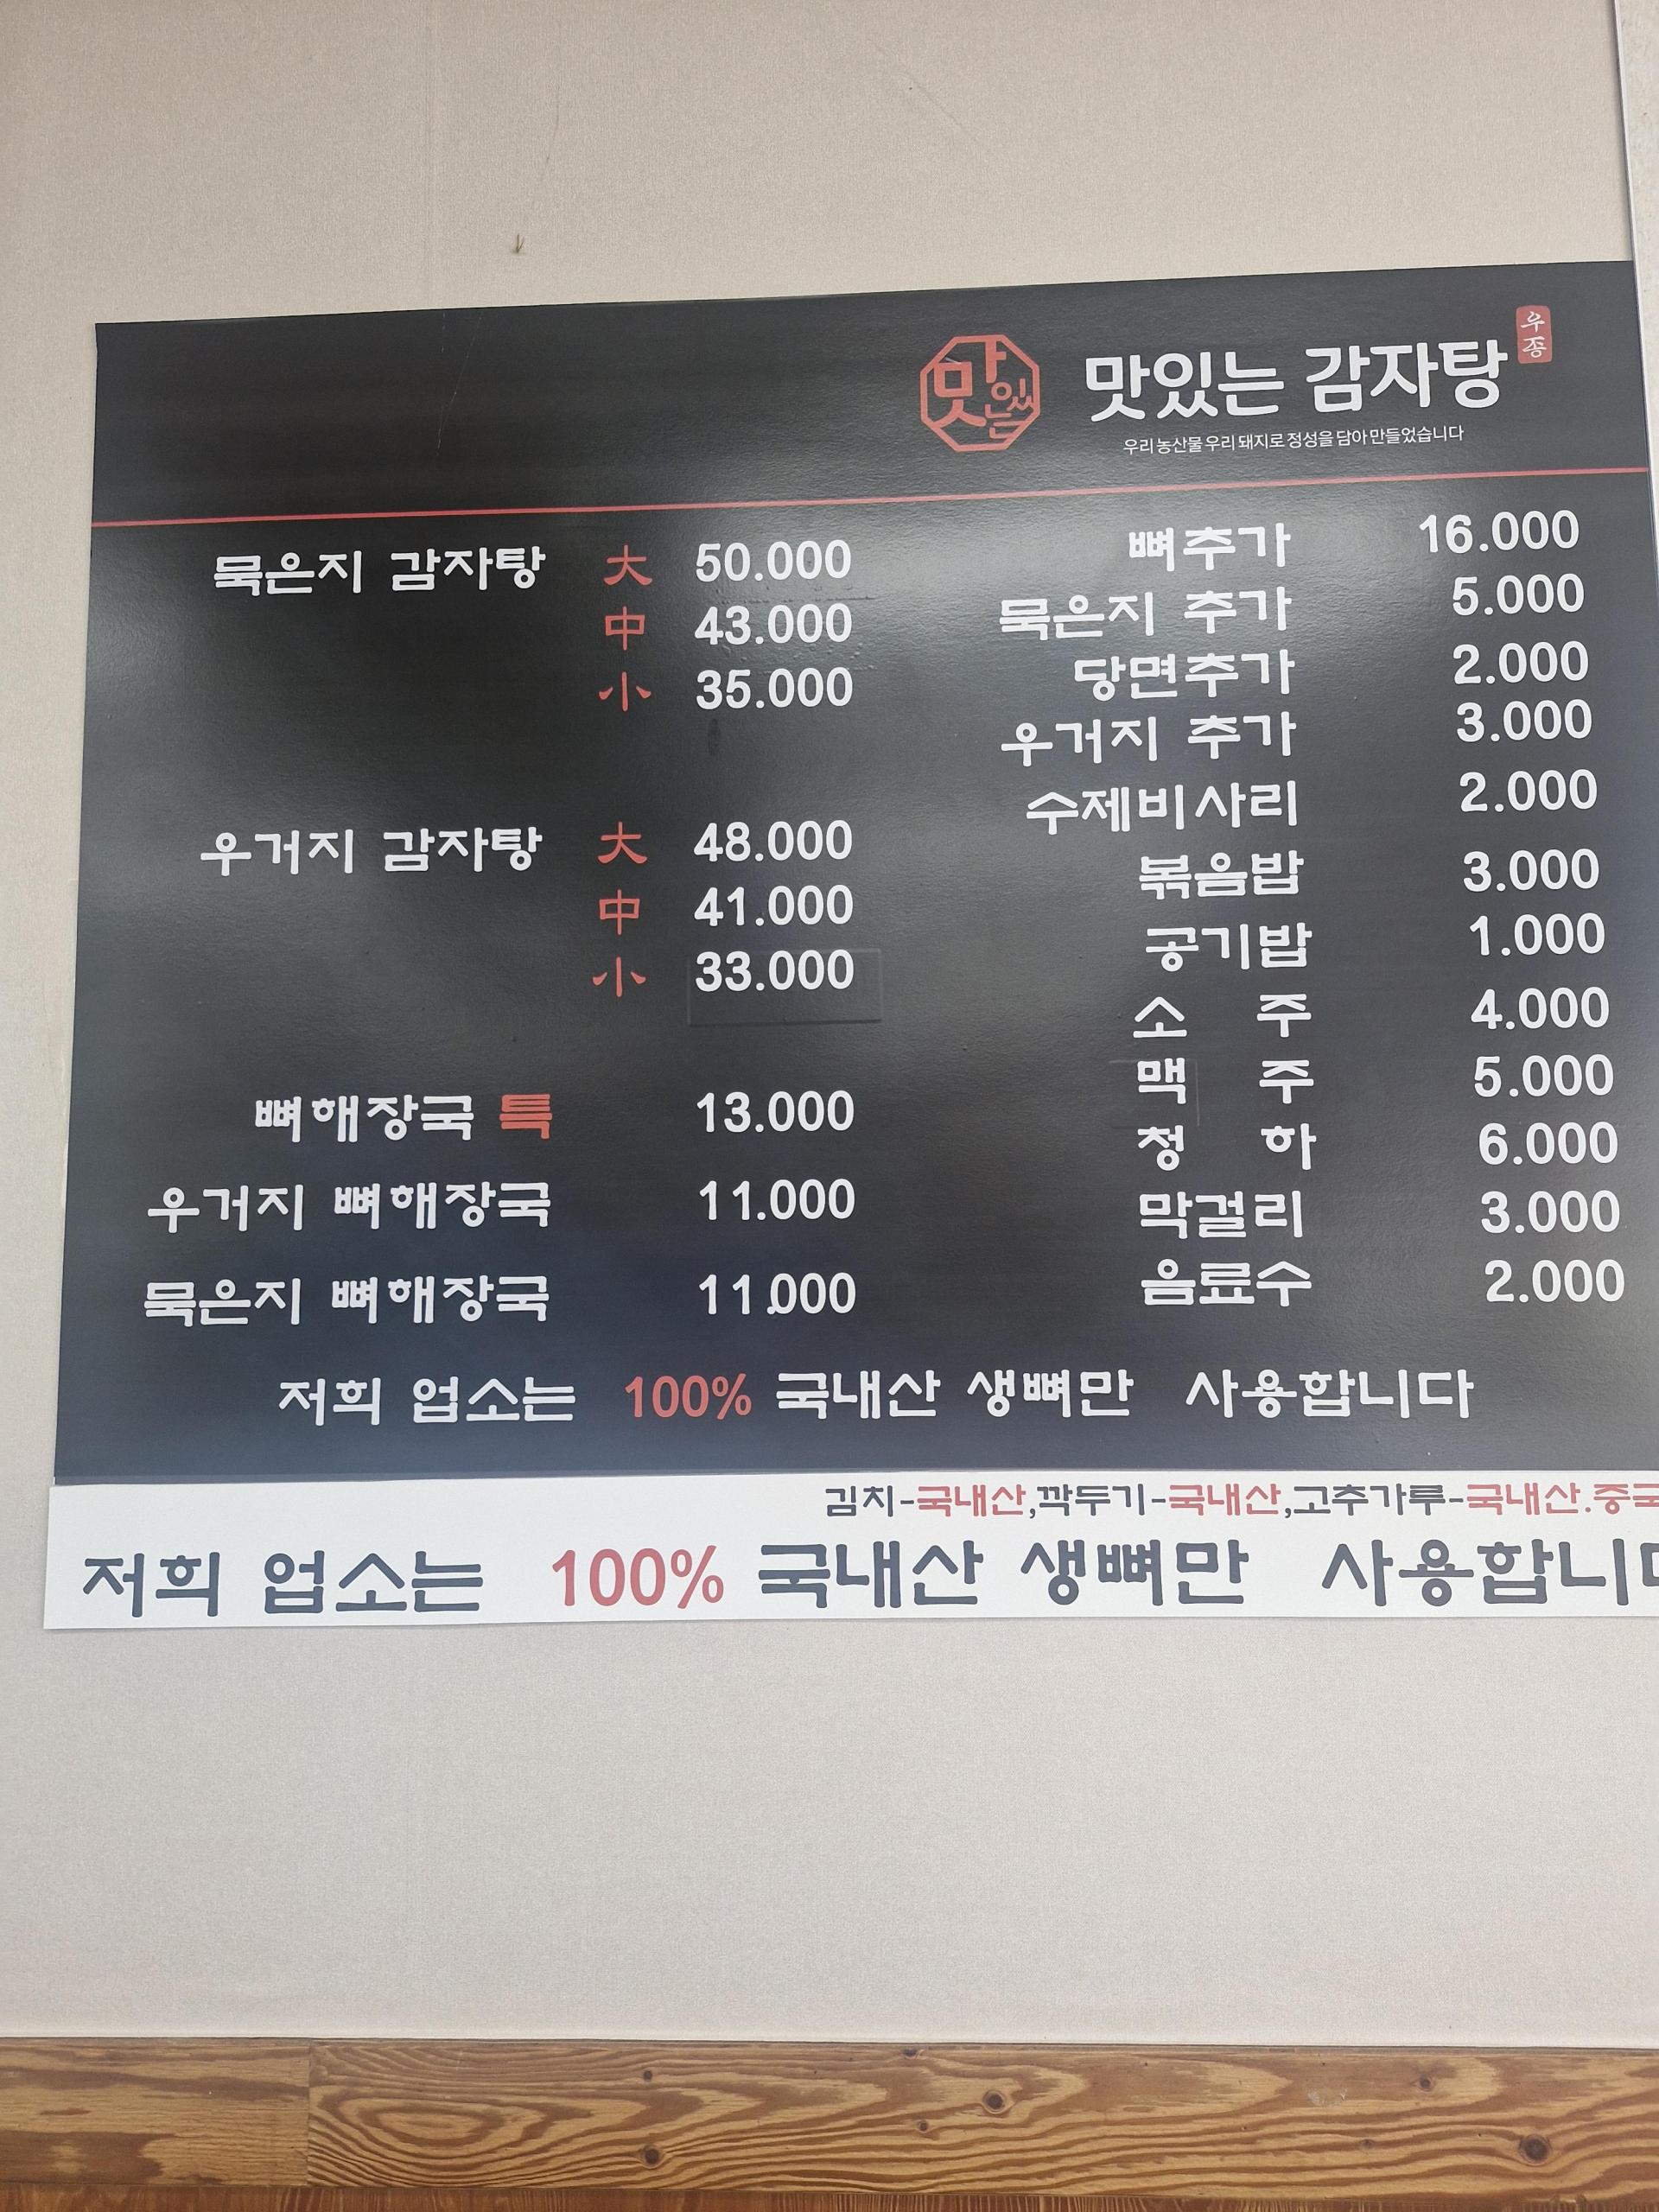 맛있는
맛있는 감자탕
우종
우리 농산물 우리 돼지로 정성을 담아 만들었습니다
묵은지 감자탕 大 50.000
中 43.000
小 35.000
우거지 감자탕 大 48.000
中 41.000
小 33.000
뼈해장국 특 13.000
우거지 뼈해장국 11.000
묵은지 뼈해장국 11.000
뼈추가 16.000
묵은지 추가 5.000
당면추가 2.000
우거지 추가 3.000
수제비사리 2.000
볶음밥 3.000
공기밥 1.000
소 주 4.000
맥 주 5.000
청 하 6.000
막걸리 3.000
음료수 2.000
저희 업소는 100% 국내산 생뼈만 사용합니다
김치-국내산,깍두기-국내산,고추가루-국내산.중국
저희 업소는 100% 국내산 생뼈만 사용합니다